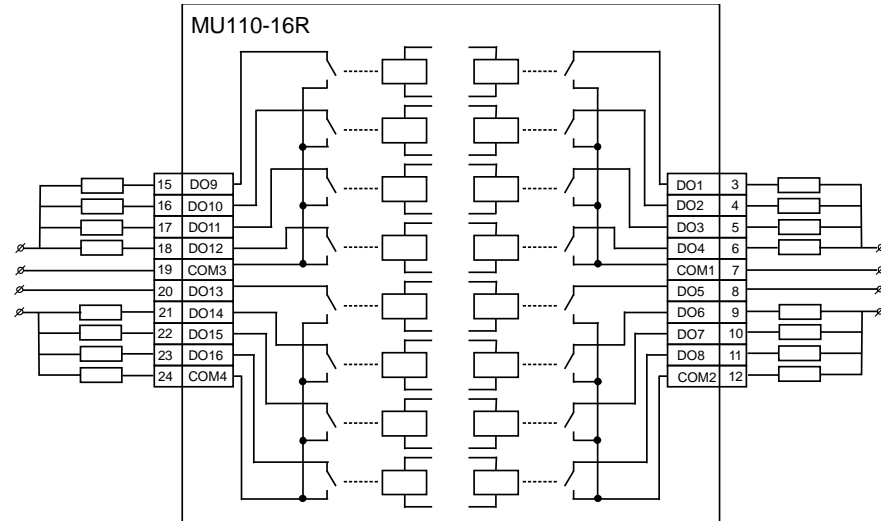 MU110-16R
15 DO9
16 DO10
17 DO11
18 DO12
19 COM3
20 DO13
21 DO14
22 DO15
23 DO16
24 COM4
DO1 3
DO2 4
DO3 5
DO4 6
COM1 7
DO5 8
DO6 9
DO7 10
DO8 11
COM2 12